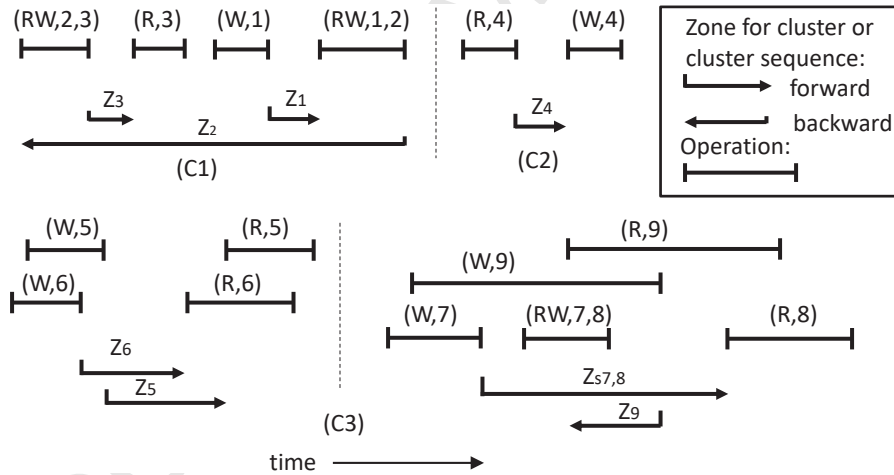 (RW,2,3) (R,3) (W,1) (RW,1,2) (R,4) (W,4)
Zone for cluster or
cluster sequence:
forward
backward
Operation:
Z3 Z1 Z4
Z2
(C1) (C2)
(W,5) (R,5) (R,9)
(W,6) (R,6) (W,9)
(W,7) (RW,7,8) (R,8)
Z6
Z5 Zs7,8
Z9
(C3)
time